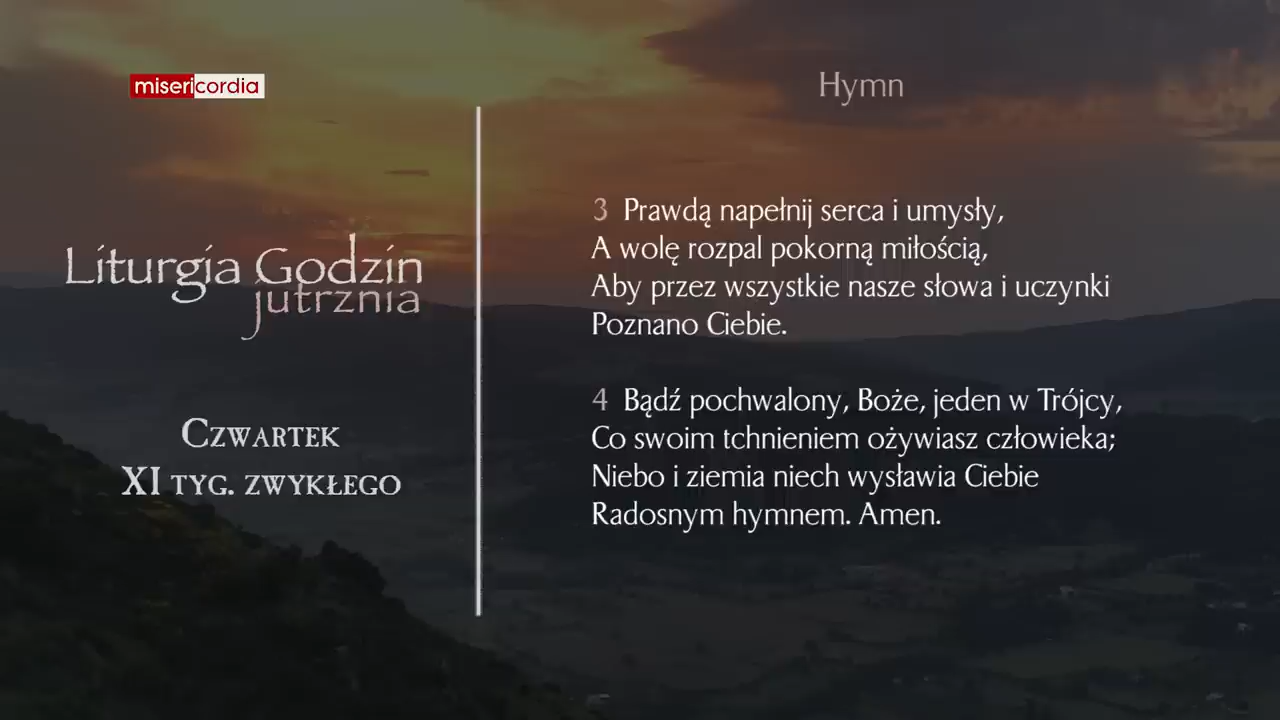 misericordia
Liturgia Godzin
jutrznia
Czwartek
XI tyg. zwykłego
Hymn
3 Prawdą napełnij serca i umysły,
A wolę rozpal pokorną miłością,
Aby przez wszystkie nasze słowa i uczynki
Poznano Ciebie.
4 Bądź pochwalony, Boże, jeden w Trójcy,
Co swoim tchnieniem ożywiasz człowieka;
Niebo i ziemia niech wysławia Ciebie
Radosnym hymnem. Amen.